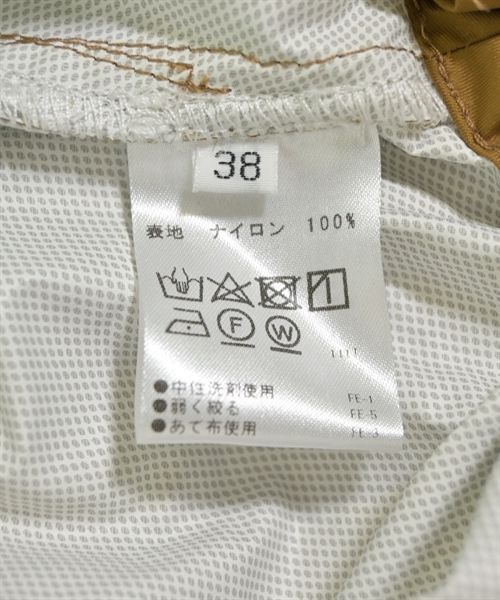 38
表地 ナイロン 100%
F W
1111
●中性洗剤使用 FE-1
●弱く絞る FE-5
●あて布使用 FE-3